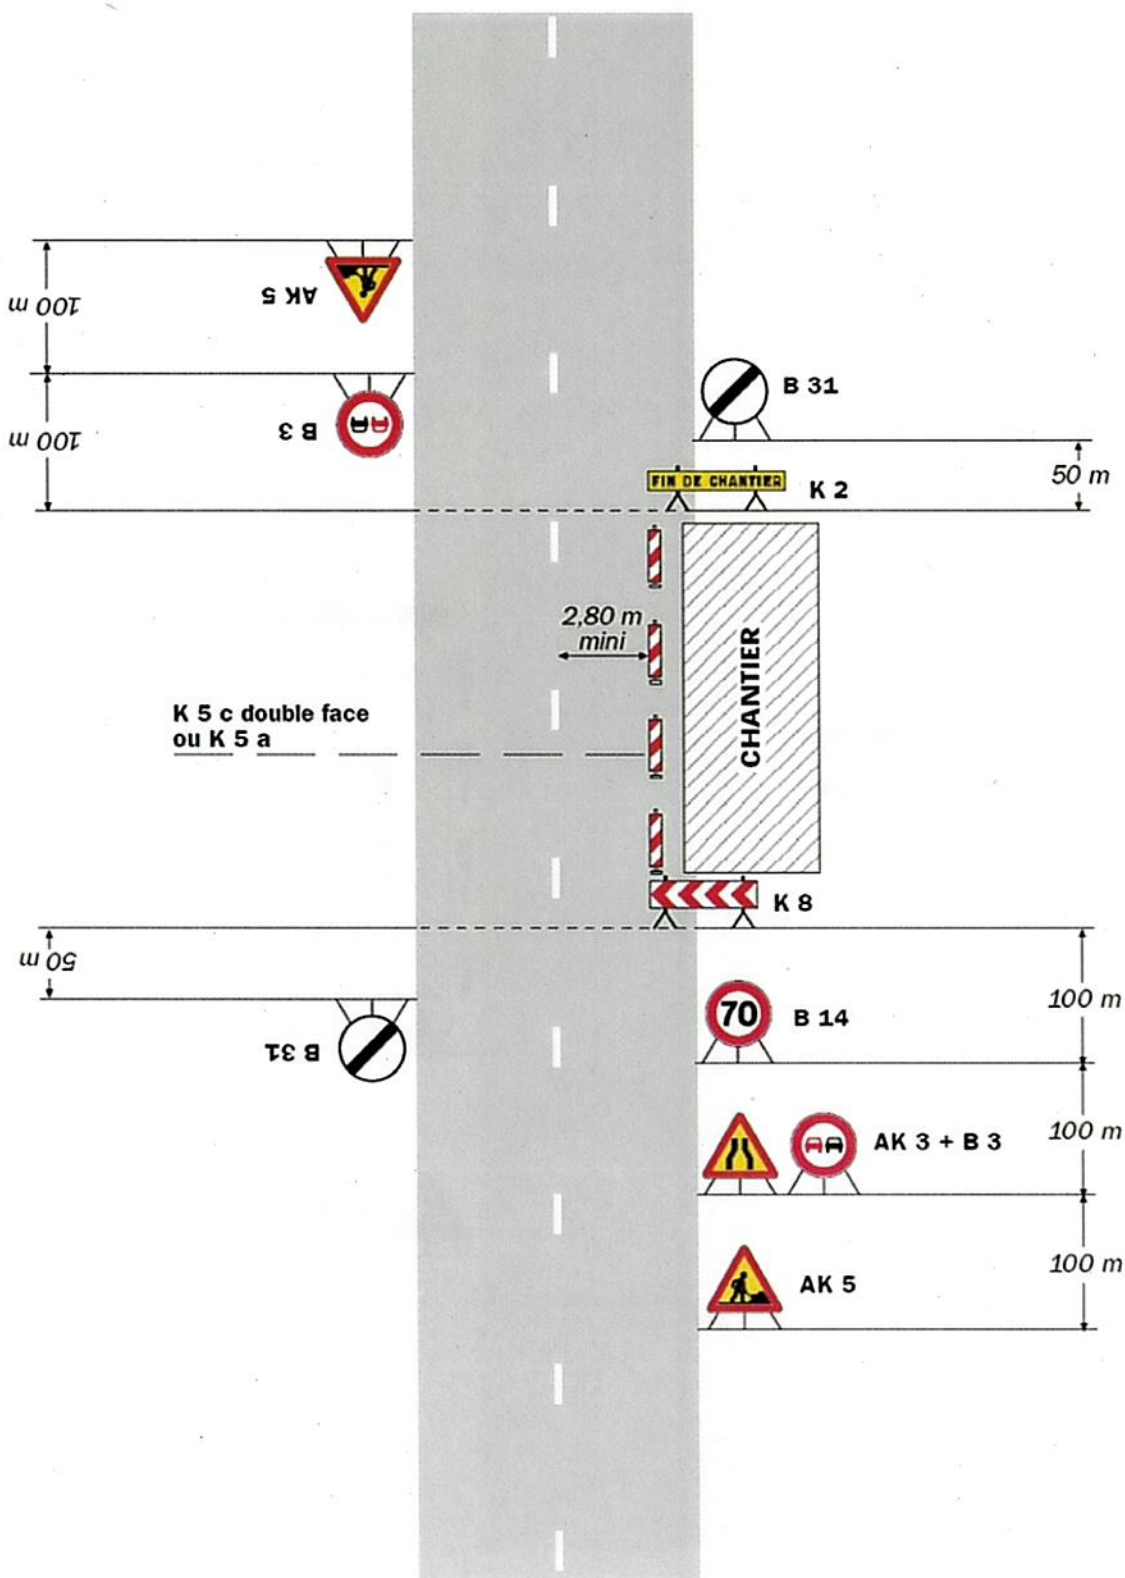 100 m
AK 5
100 m
B 3
B 31
50 m
FIN DE CHANTIER
K 2
2,80 m
mini
CHANTIER
K 5 c double face
ou K 5 a
K 8
50 m
B 31
70
B 14
100 m
AK 3 + B 3
100 m
AK 5
100 m